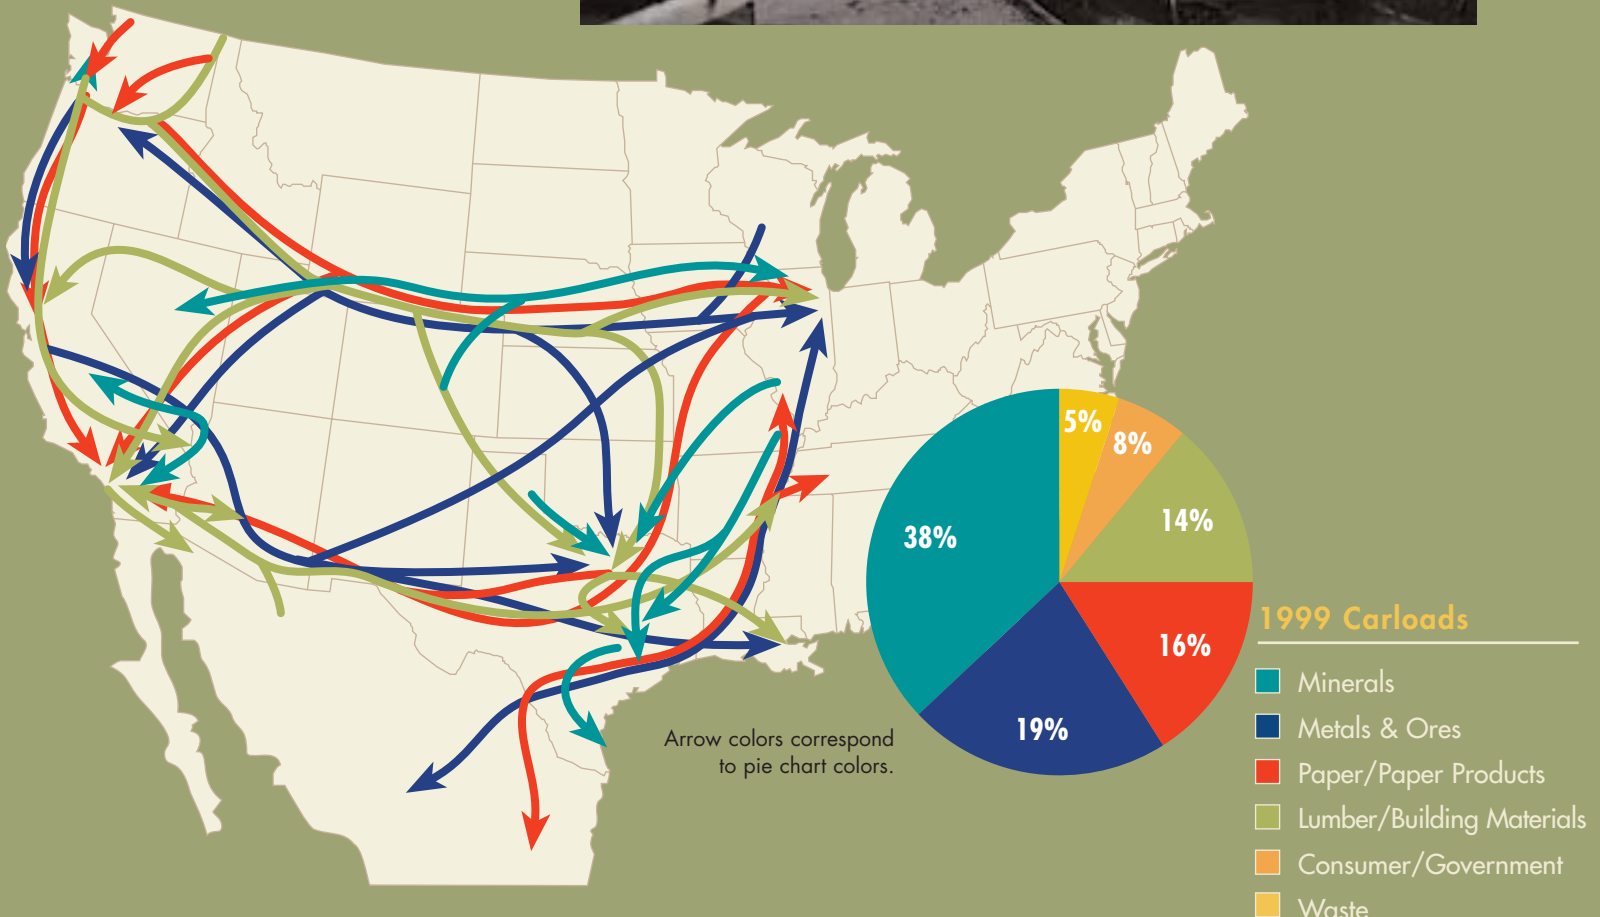 5%
8%
14%
38%
16%
19%
1999 Carloads
Minerals
Metals & Ores
Paper/Paper Products
Lumber/Building Materials
Consumer/Government
Waste
Arrow colors correspond
to pie chart colors.